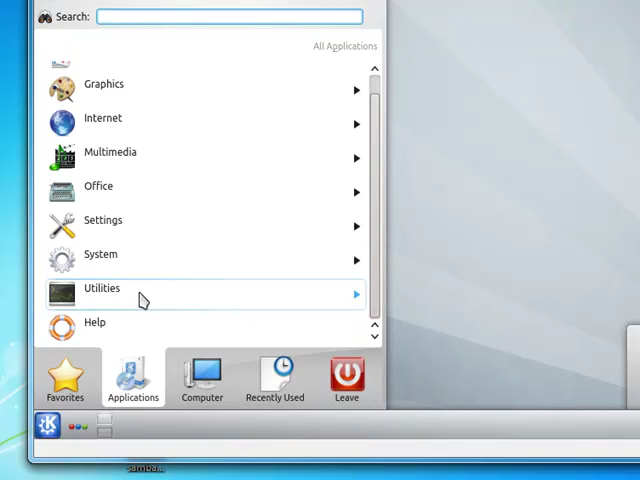 Search:
All Applications
Graphics
Internet
Multimedia
Office
Settings
System
Utilities
Help
Favorites
Applications
Computer
Recently Used
Leave
samba...